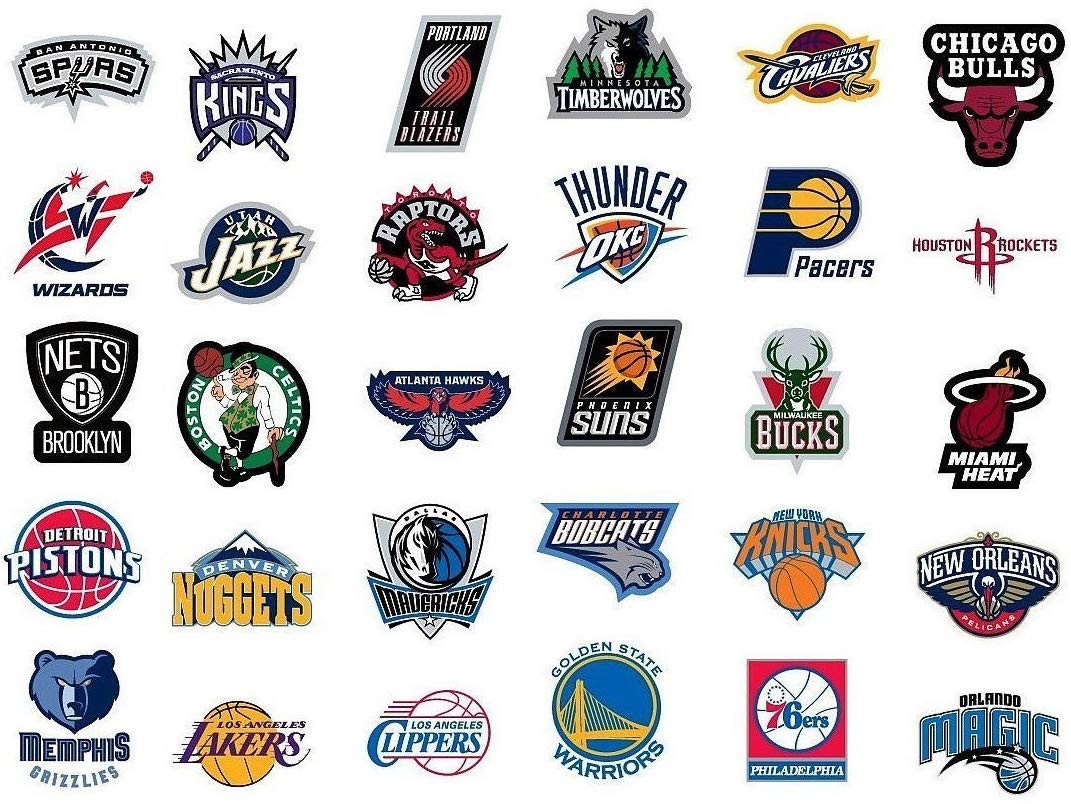 SAN ANTONIO
SPURS
SACRAMENTO
KINGS
PORTLAND
TRAIL
BLAZERS
MINNESOTA
TIMBERWOLVES
CLEVELAND
CAVALIERS
CHICAGO
BULLS
W
WIZARDS
UTAH
JAZZ
TORONTO
RAPTORS
THUNDER
OKC
P
Pacers
HOUSTON R ROCKETS
NETS
B
BROOKLYN
BOSTON
CELTICS
ATLANTA HAWKS
PHOENIX
SUNS
MILWAUKEE
BUCKS
MIAMI
HEAT
DETROIT
PISTONS
DENVER
NUGGETS
DALLAS
MAVERICKS
CHARLOTTE
BOBCATS
NEW YORK
KNICKS
NEW ORLEANS
PELICANS
MEMPHIS
GRIZZLIES
LOS ANGELES
LAKERS
LOS ANGELES
CLIPPERS
GOLDEN STATE
WARRIORS
76ers
PHILADELPHIA
ORLANDO
MAGIC